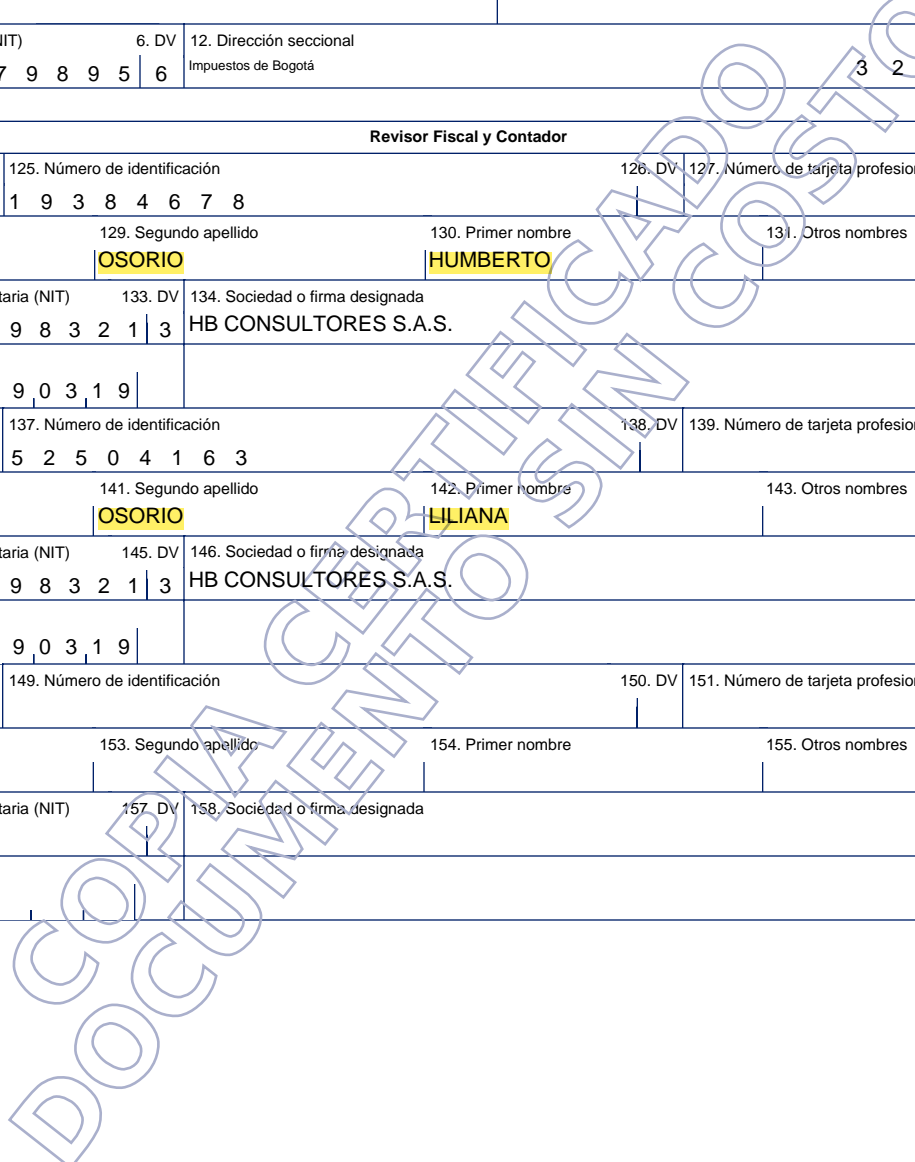 NIT) 6. DV 12. Dirección seccional
7 9 8 9 5 6 Impuestos de Bogotá 3 2
Revisor Fiscal y Contador
125. Número de identificación 126. DV 127. Número de tarjeta profesion
1 9 3 8 4 6 7 8
129. Segundo apellido 130. Primer nombre 131. Otros nombres
OSORIO HUMBERTO
taria (NIT) 133. DV 134. Sociedad o firma designada
9 8 3 2 1 3 HB CONSULTORES S.A.S.
9 0 3 1 9
137. Número de identificación 138. DV 139. Número de tarjeta profesion
5 2 5 0 4 1 6 3
141. Segundo apellido 142. Primer nombre 143. Otros nombres
OSORIO LILIANA
taria (NIT) 145. DV 146. Sociedad o firma designada
9 8 3 2 1 3 HB CONSULTORES S.A.S.
9 0 3 1 9
149. Número de identificación 150. DV 151. Número de tarjeta profesion
153. Segundo apellido 154. Primer nombre 155. Otros nombres
taria (NIT) 157. DV 158. Sociedad o firma designada
COPIA CERTIFICADO
DOCUMENTO SIN COSTO